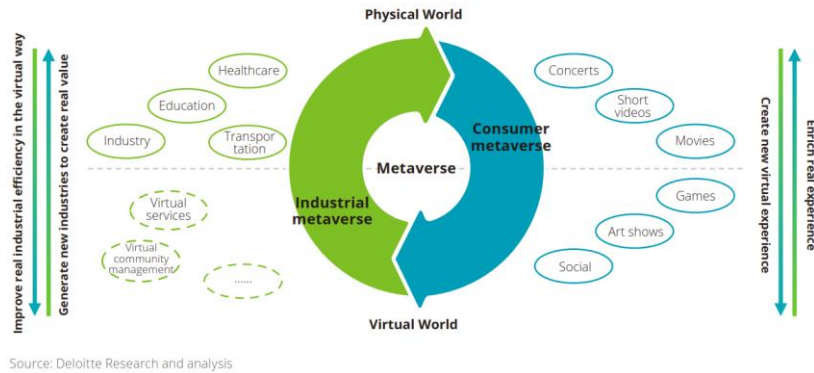 Physical World
Improve real industrial efficiency in the virtual way
Generate new industries to create real value
Healthcare
Education
Industry
Transpor
tation
Virtual
services
Virtual
community
management
......
Industrial
metaverse
Metaverse
Consumer
metaverse
Concerts
Short
videos
Movies
Games
Art shows
Social
Create new virtual experience
Enrich real experience
Virtual World
Source: Deloitte Research and analysis